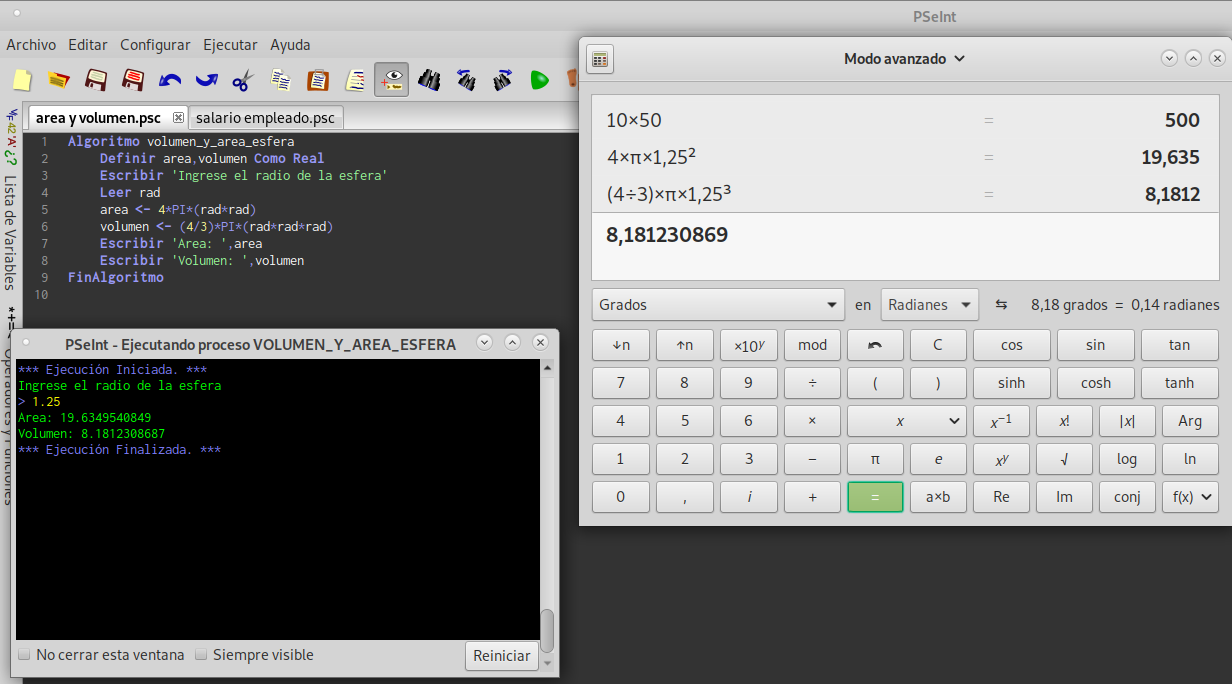 PSeInt
Archivo Editar Configurar Ejecutar Ayuda
area y volumen.psc
salario empleado.psc
Lista de Variables
1 Algoritmo volumen_y_area_esfera
2 Definir area,volumen Como Real
3 Escribir 'Ingrese el radio de la esfera'
4 Leer rad
5 area <- 4*PI*(rad*rad)
6 volumen <- (4/3)*PI*(rad*rad*rad)
7 Escribir 'Area: ',area
8 Escribir 'Volumen: ',volumen
9 FinAlgoritmo
10
Operadores y Funciones
PSeInt - Ejecutando proceso VOLUMEN_Y_AREA_ESFERA
*** Ejecución Iniciada. ***
Ingrese el radio de la esfera
> 1.25
Area: 19.6349540849
Volumen: 8.1812308687
*** Ejecución Finalizada. ***
No cerrar esta ventana
Siempre visible
Reiniciar
Modo avanzado
10×50 = 500
4×π×1,25² = 19,635
(4÷3)×π×1,25³ = 8,1812
8,181230869
Grados en Radianes ⇆ 8,18 grados = 0,14 radianes
↓n ↑n ×10ʸ mod C cos sin tan
7 8 9 ÷ ( ) sinh cosh tanh
4 5 6 × x x⁻¹ x! |x| Arg
1 2 3 − π e xʸ √ log ln
0 , i + = a×b Re Im conj f(x)